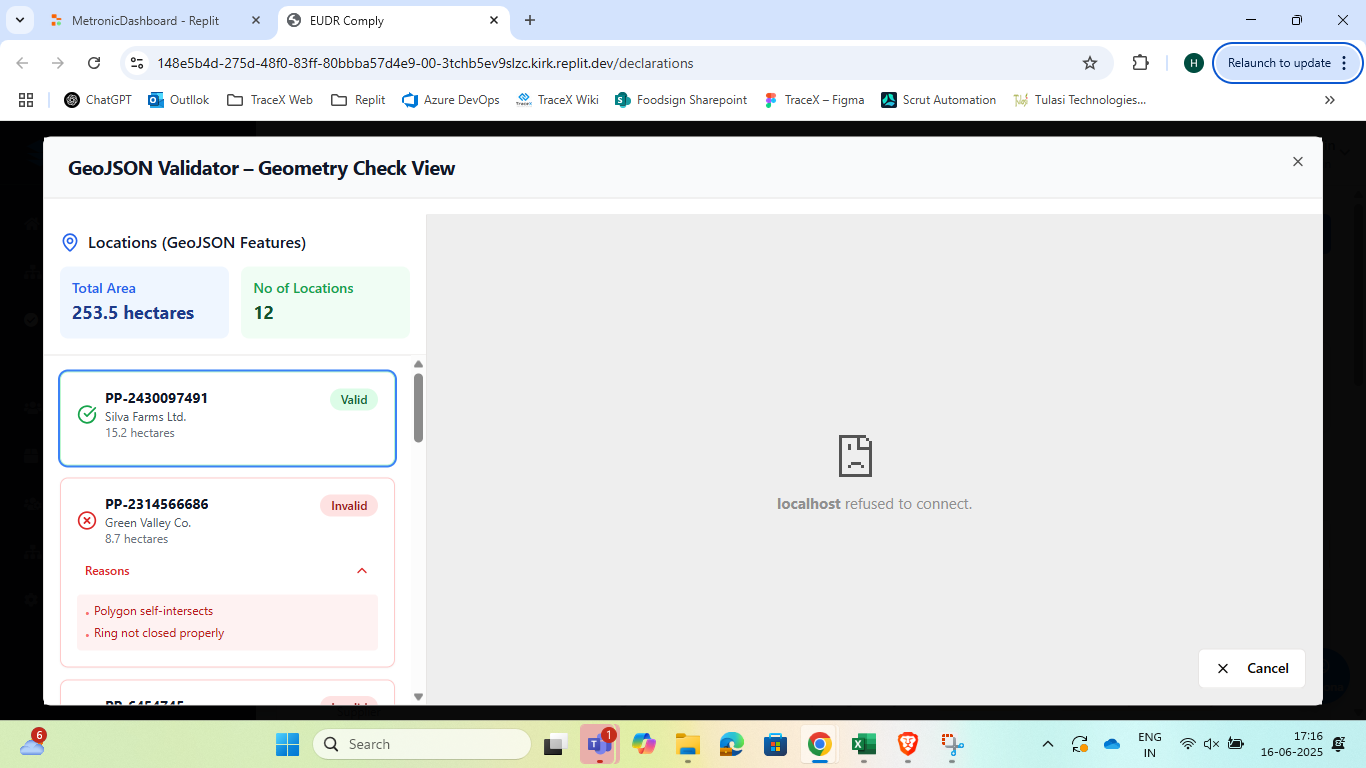 MetronicDashboard - Replit
EUDR Comply
148e5b4d-275d-48f0-83ff-80bbba57d4e9-00-3tchb5ev9slzc.kirk.replit.dev/declarations
H
Relaunch to update
ChatGPT
Outllok
TraceX Web
Replit
Azure DevOps
TraceX Wiki
Foodsign Sharepoint
TraceX – Figma
Scrut Automation
Tulasi Technologies...
GeoJSON Validator – Geometry Check View
Locations (GeoJSON Features)
Total Area
253.5 hectares
No of Locations
12
PP-2430097491
Valid
Silva Farms Ltd.
15.2 hectares
PP-2314566686
Invalid
Green Valley Co.
8.7 hectares
Reasons
• Polygon self-intersects
• Ring not closed properly
localhost refused to connect.
Cancel
6
Search
1
ENG
IN
17:16
16-06-2025